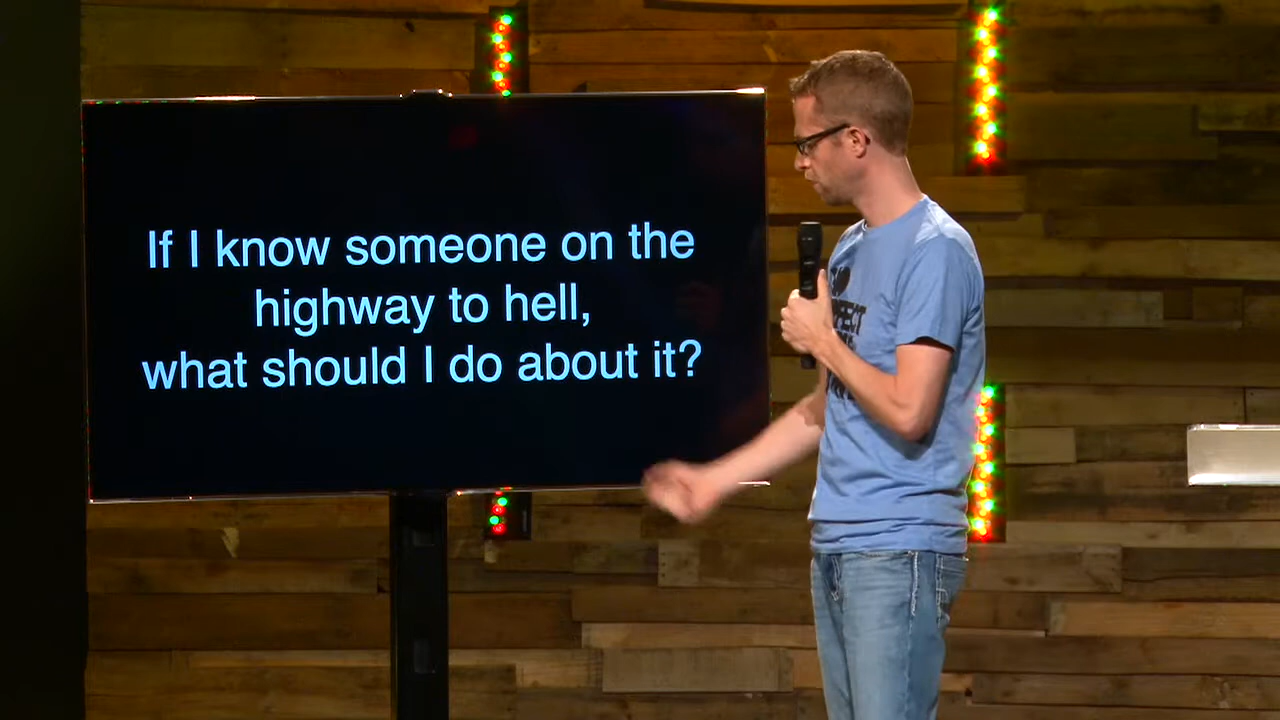 If I know someone on the
highway to hell,
what should I do about it?